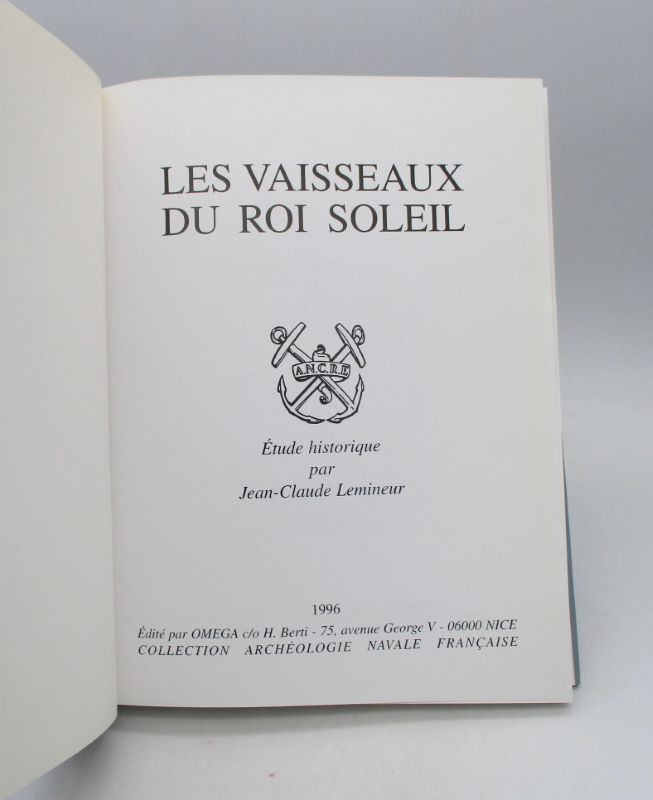 LES VAISSEAUX
DU ROI SOLEIL
A.N.C.R.E
Étude historique
par
Jean-Claude Lemineur
1996
Édité par OMEGA c/o H. Berti - 75, avenue George V - 06000 NICE
COLLECTION ARCHÉOLOGIE NAVALE FRANÇAISE